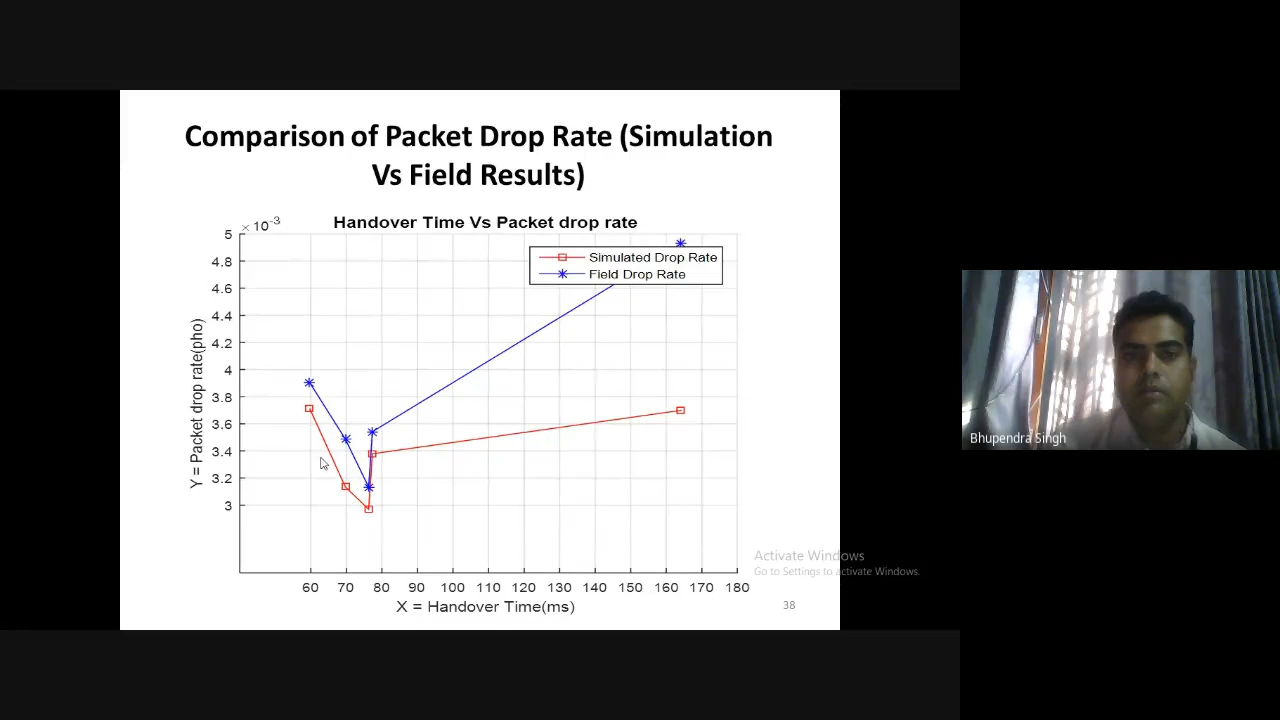 Comparison of Packet Drop Rate (Simulation
Vs Field Results)
Handover Time Vs Packet drop rate
× 10-3
5
4.8
4.6
4.4
4.2
4
3.8
3.6
3.4
3.2
3
Y = Packet drop rate(pho)
Simulated Drop Rate
Field Drop Rate
60 70 80 90 100 110 120 130 140 150 160 170 180
X = Handover Time(ms)
38
Activate Windows
Go to Settings to activate Windows.
Bhupendra Singh